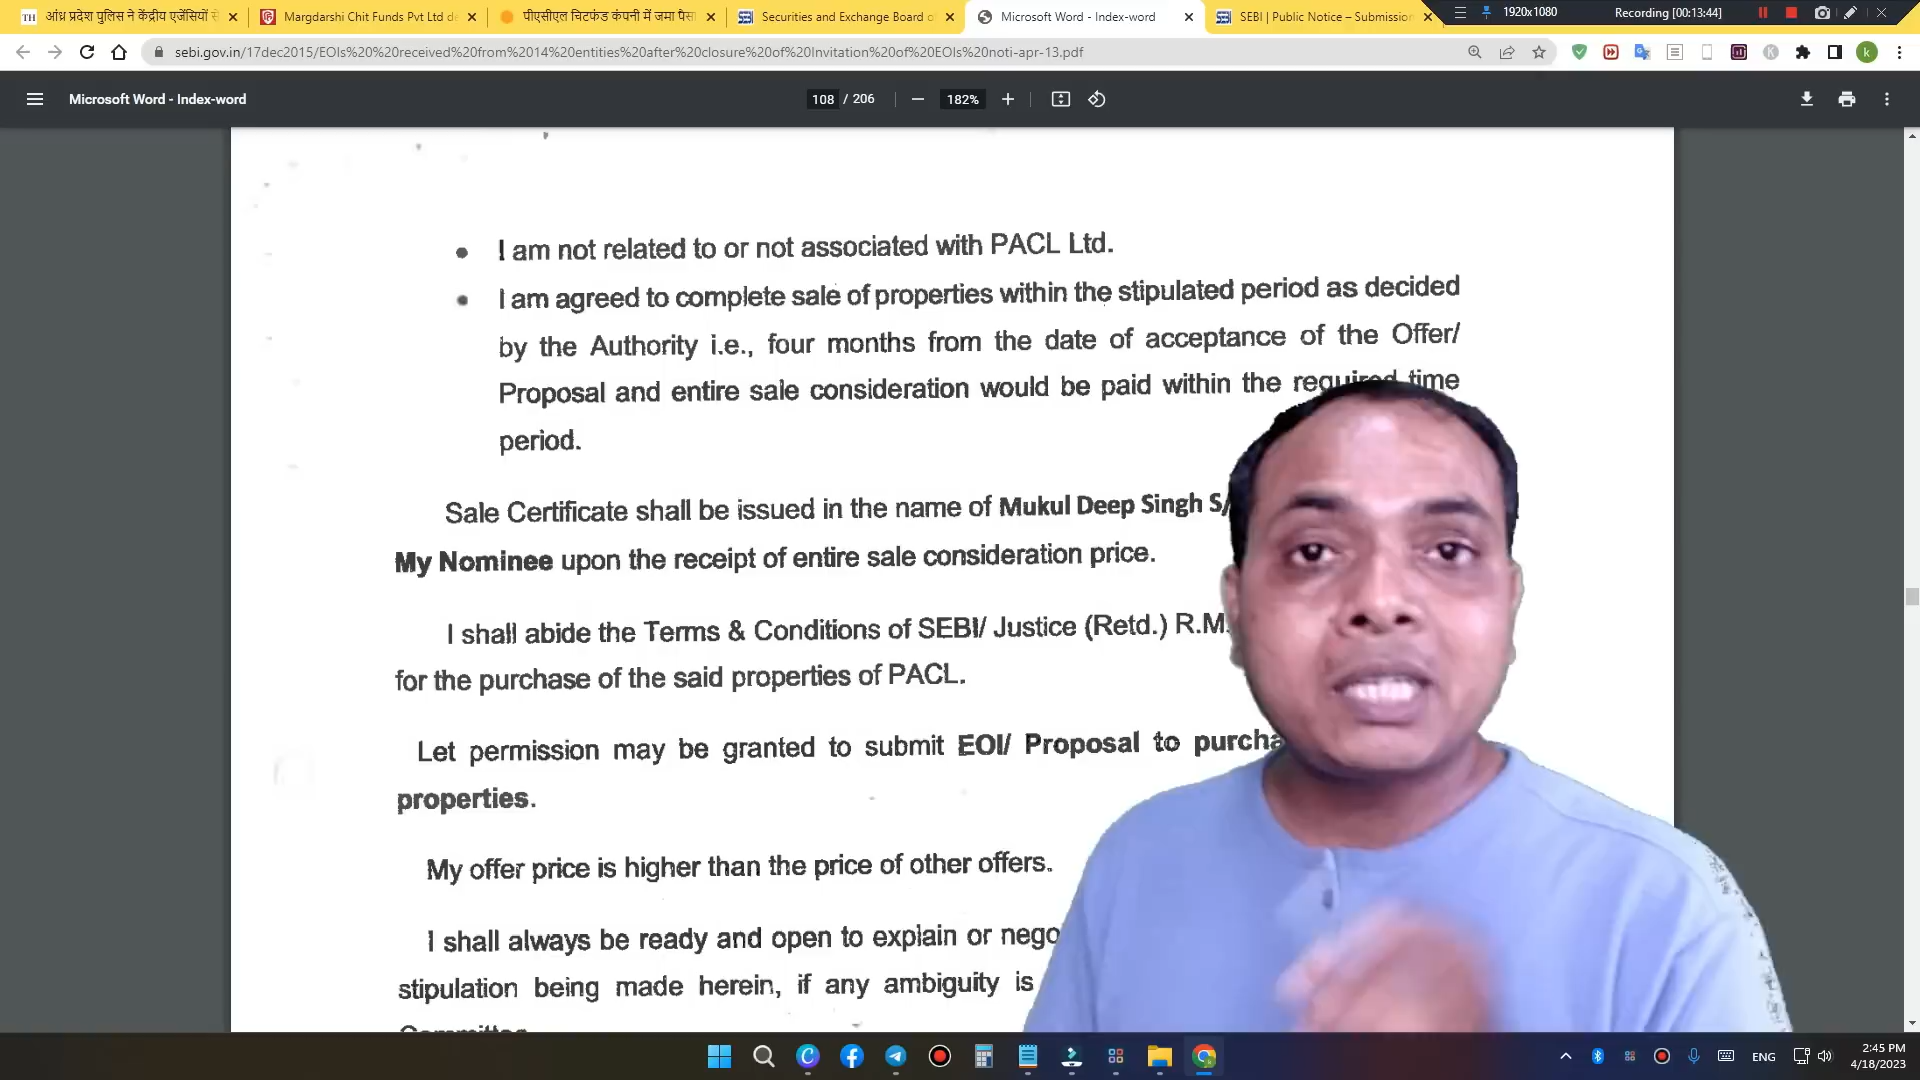 आंध्र प्रदेश पुलिस ने केंद्रीय एजेंसियों से
Margdarshi Chit Funds Pvt Ltd de
पीएसीएल चिटफंड कंपनी में जमा पैसा
Securities and Exchange Board o
Microsoft Word - Index-word
SEBI | Public Notice – Submission
1920x1080
Recording [00:13:44]
sebi.gov.in/17dec2015/EOIs%20%20received%20from%2014%20entities%20after%20closure%20of%20Invitation%20of%20EOIs%20noti-apr-13.pdf
Microsoft Word - Index-word
108 / 206
182%
• I am not related to or not associated with PACL Ltd.
• I am agreed to complete sale of properties within the stipulated period as decided
by the Authority i.e., four months from the date of acceptance of the Offer/
Proposal and entire sale consideration would be paid within the required time
period.
Sale Certificate shall be issued in the name of Mukul Deep Singh S/
My Nominee upon the receipt of entire sale consideration price.
I shall abide the Terms & Conditions of SEBI/ Justice (Retd.) R.M.
for the purchase of the said properties of PACL.
Let permission may be granted to submit EOI/ Proposal to purcha
properties.
My offer price is higher than the price of other offers.
I shall always be ready and open to explain or nego
stipulation being made herein, if any ambiguity is
ENG
2:45 PM
4/18/2023